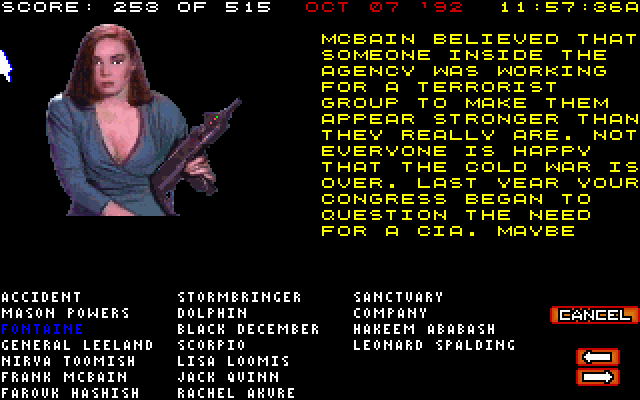 SCORE: 253 OF 515 OCT 07 '92 11:57:36A
MCBAIN BELIEVED THAT
SOMEONE INSIDE THE
AGENCY WAS WORKING
FOR A TERRORIST
GROUP TO MAKE THEM
APPEAR STRONGER THAN
THEY REALLY ARE. NOT
EVERYONE IS HAPPY
THAT THE COLD WAR IS
OVER. LAST YEAR YOUR
CONGRESS BEGAN TO
QUESTION THE NEED
FOR A CIA. MAYBE
ACCIDENT
MASON POWERS
FONTAINE
GENERAL LEELAND
NIRVA TOOMISH
FRANK MCBAIN
FAROUK HASHISH
STORMBRINGER
DOLPHIN
BLACK DECEMBER
SCORPIO
LISA LOOMIS
JACK QUINN
RACHEL AKURE
SANCTUARY
COMPANY
HAKEEM ABABASH
LEONARD SPALDING
CANCEL